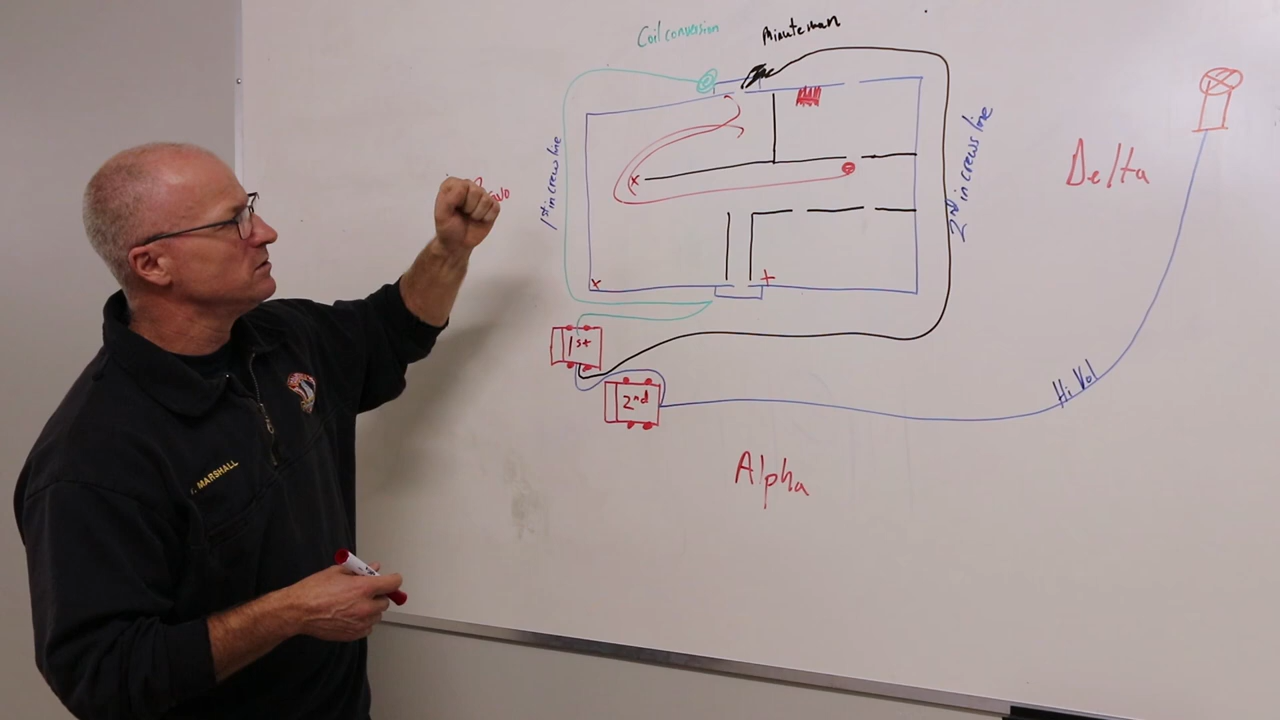 Coil conversion
Minuteman
1st in crews line
2nd in crews line
Delta
1st
2nd
Hi Vol
Alpha
MARSHALL